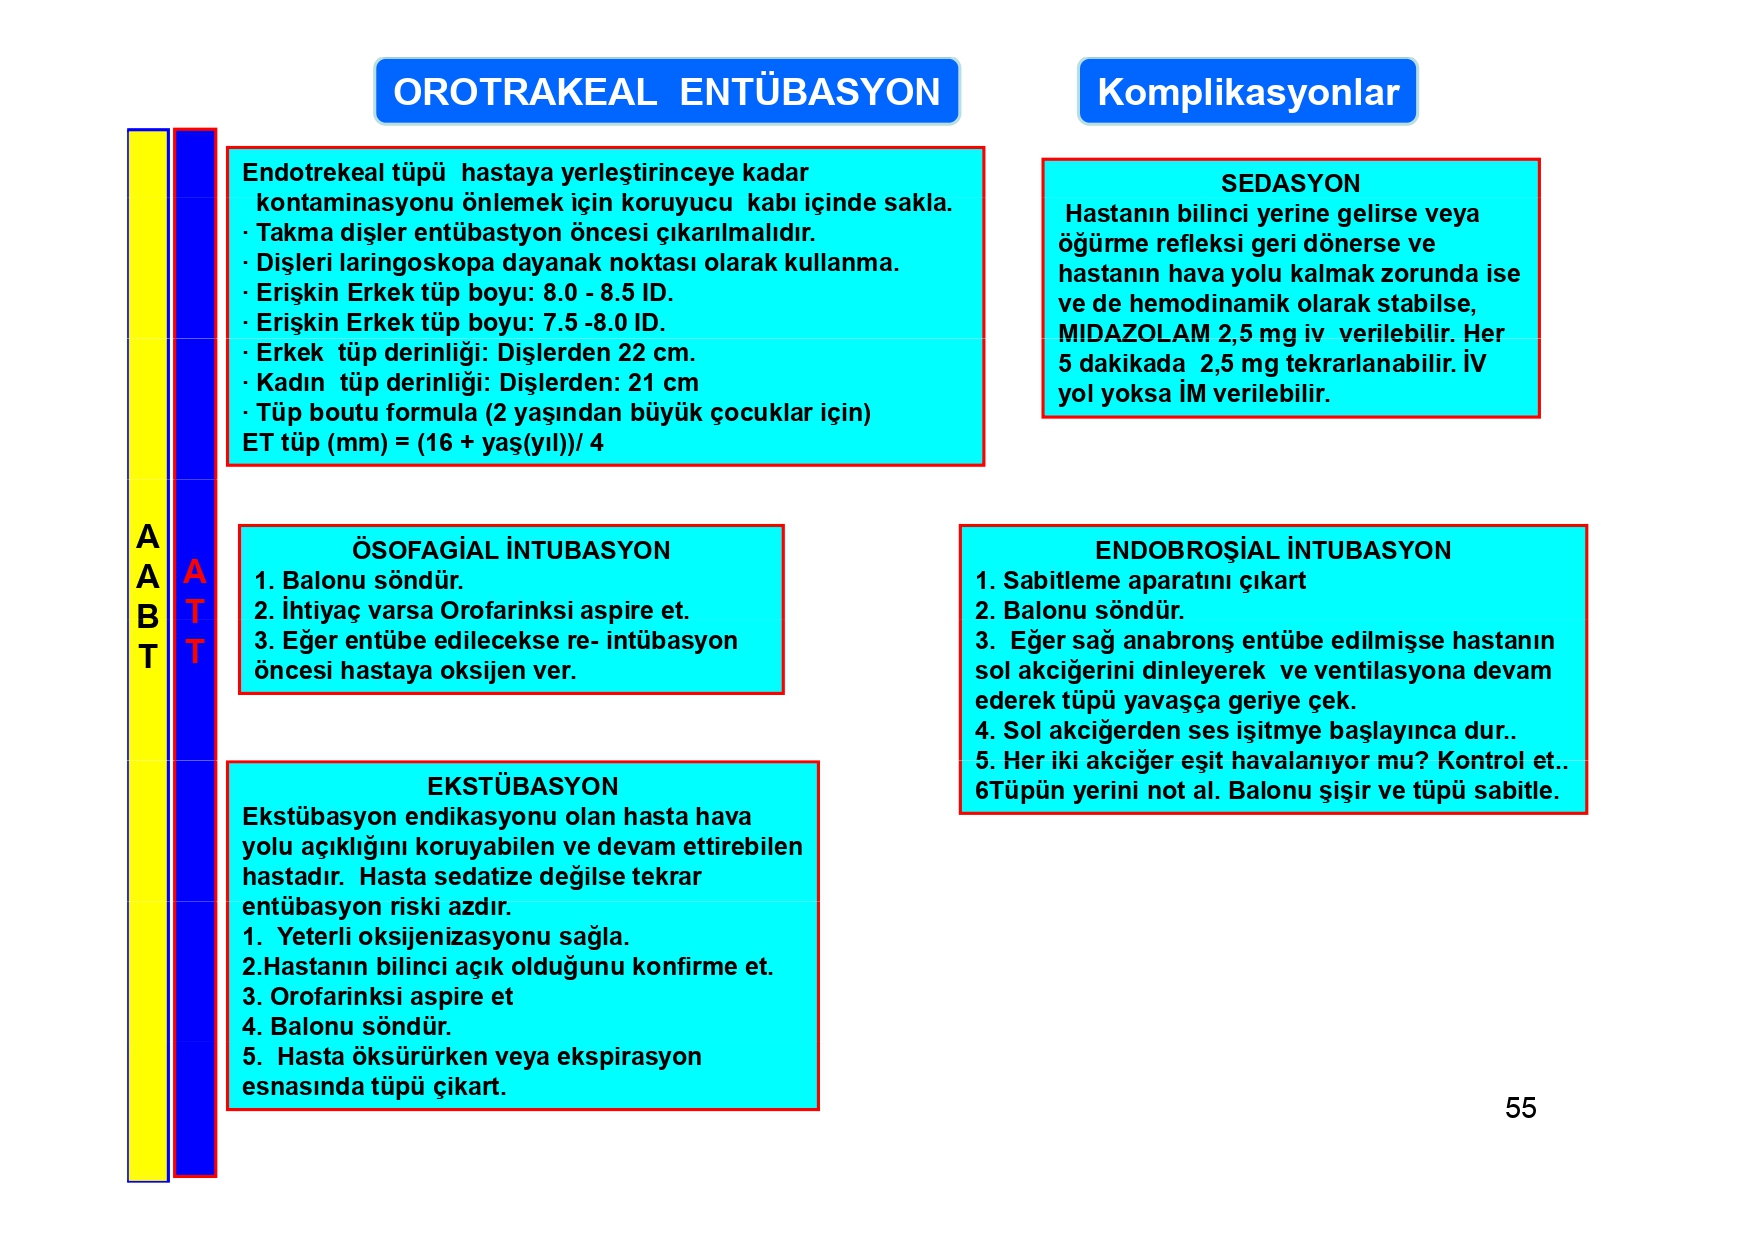 OROTRAKEAL ENTÜBASYON
Komplikasyonlar
A
A
B
T
A
T
T
Endotrekeal tüpü hastaya yerleştirinceye kadar
kontaminasyonu önlemek için koruyucu kabı içinde sakla.
· Takma dişler entübastyon öncesi çıkarılmalıdır.
· Dişleri laringoskopa dayanak noktası olarak kullanma.
· Erişkin Erkek tüp boyu: 8.0 - 8.5 ID.
· Erişkin Erkek tüp boyu: 7.5 -8.0 ID.
· Erkek tüp derinliği: Dişlerden 22 cm.
· Kadın tüp derinliği: Dişlerden: 21 cm
· Tüp boutu formula (2 yaşından büyük çocuklar için)
ET tüp (mm) = (16 + yaş(yıl))/ 4
SEDASYON
Hastanın bilinci yerine gelirse veya
öğürme refleksi geri dönerse ve
hastanın hava yolu kalmak zorunda ise
ve de hemodinamik olarak stabilse,
MIDAZOLAM 2,5 mg iv verilebilir. Her
5 dakikada 2,5 mg tekrarlanabilir. İV
yol yoksa İM verilebilir.
ÖSOFAGİAL İNTUBASYON
1. Balonu söndür.
2. İhtiyaç varsa Orofarinksi aspire et.
3. Eğer entübe edilecekse re- intübasyon
öncesi hastaya oksijen ver.
ENDOBROŞİAL İNTUBASYON
1. Sabitleme aparatını çıkart
2. Balonu söndür.
3. Eğer sağ anabronş entübe edilmişse hastanın
sol akciğerini dinleyerek ve ventilasyona devam
ederek tüpü yavaşça geriye çek.
4. Sol akciğerden ses işitmye başlayınca dur..
5. Her iki akciğer eşit havalanıyor mu? Kontrol et..
6Tüpün yerini not al. Balonu şişir ve tüpü sabitle.
EKSTÜBASYON
Ekstübasyon endikasyonu olan hasta hava
yolu açıklığını koruyabilen ve devam ettirebilen
hastadır. Hasta sedatize değilse tekrar
entübasyon riski azdır.
1. Yeterli oksijenizasyonu sağla.
2.Hastanın bilinci açık olduğunu konfirme et.
3. Orofarinksi aspire et
4. Balonu söndür.
5. Hasta öksürürken veya ekspirasyon
esnasında tüpü çikart.
55